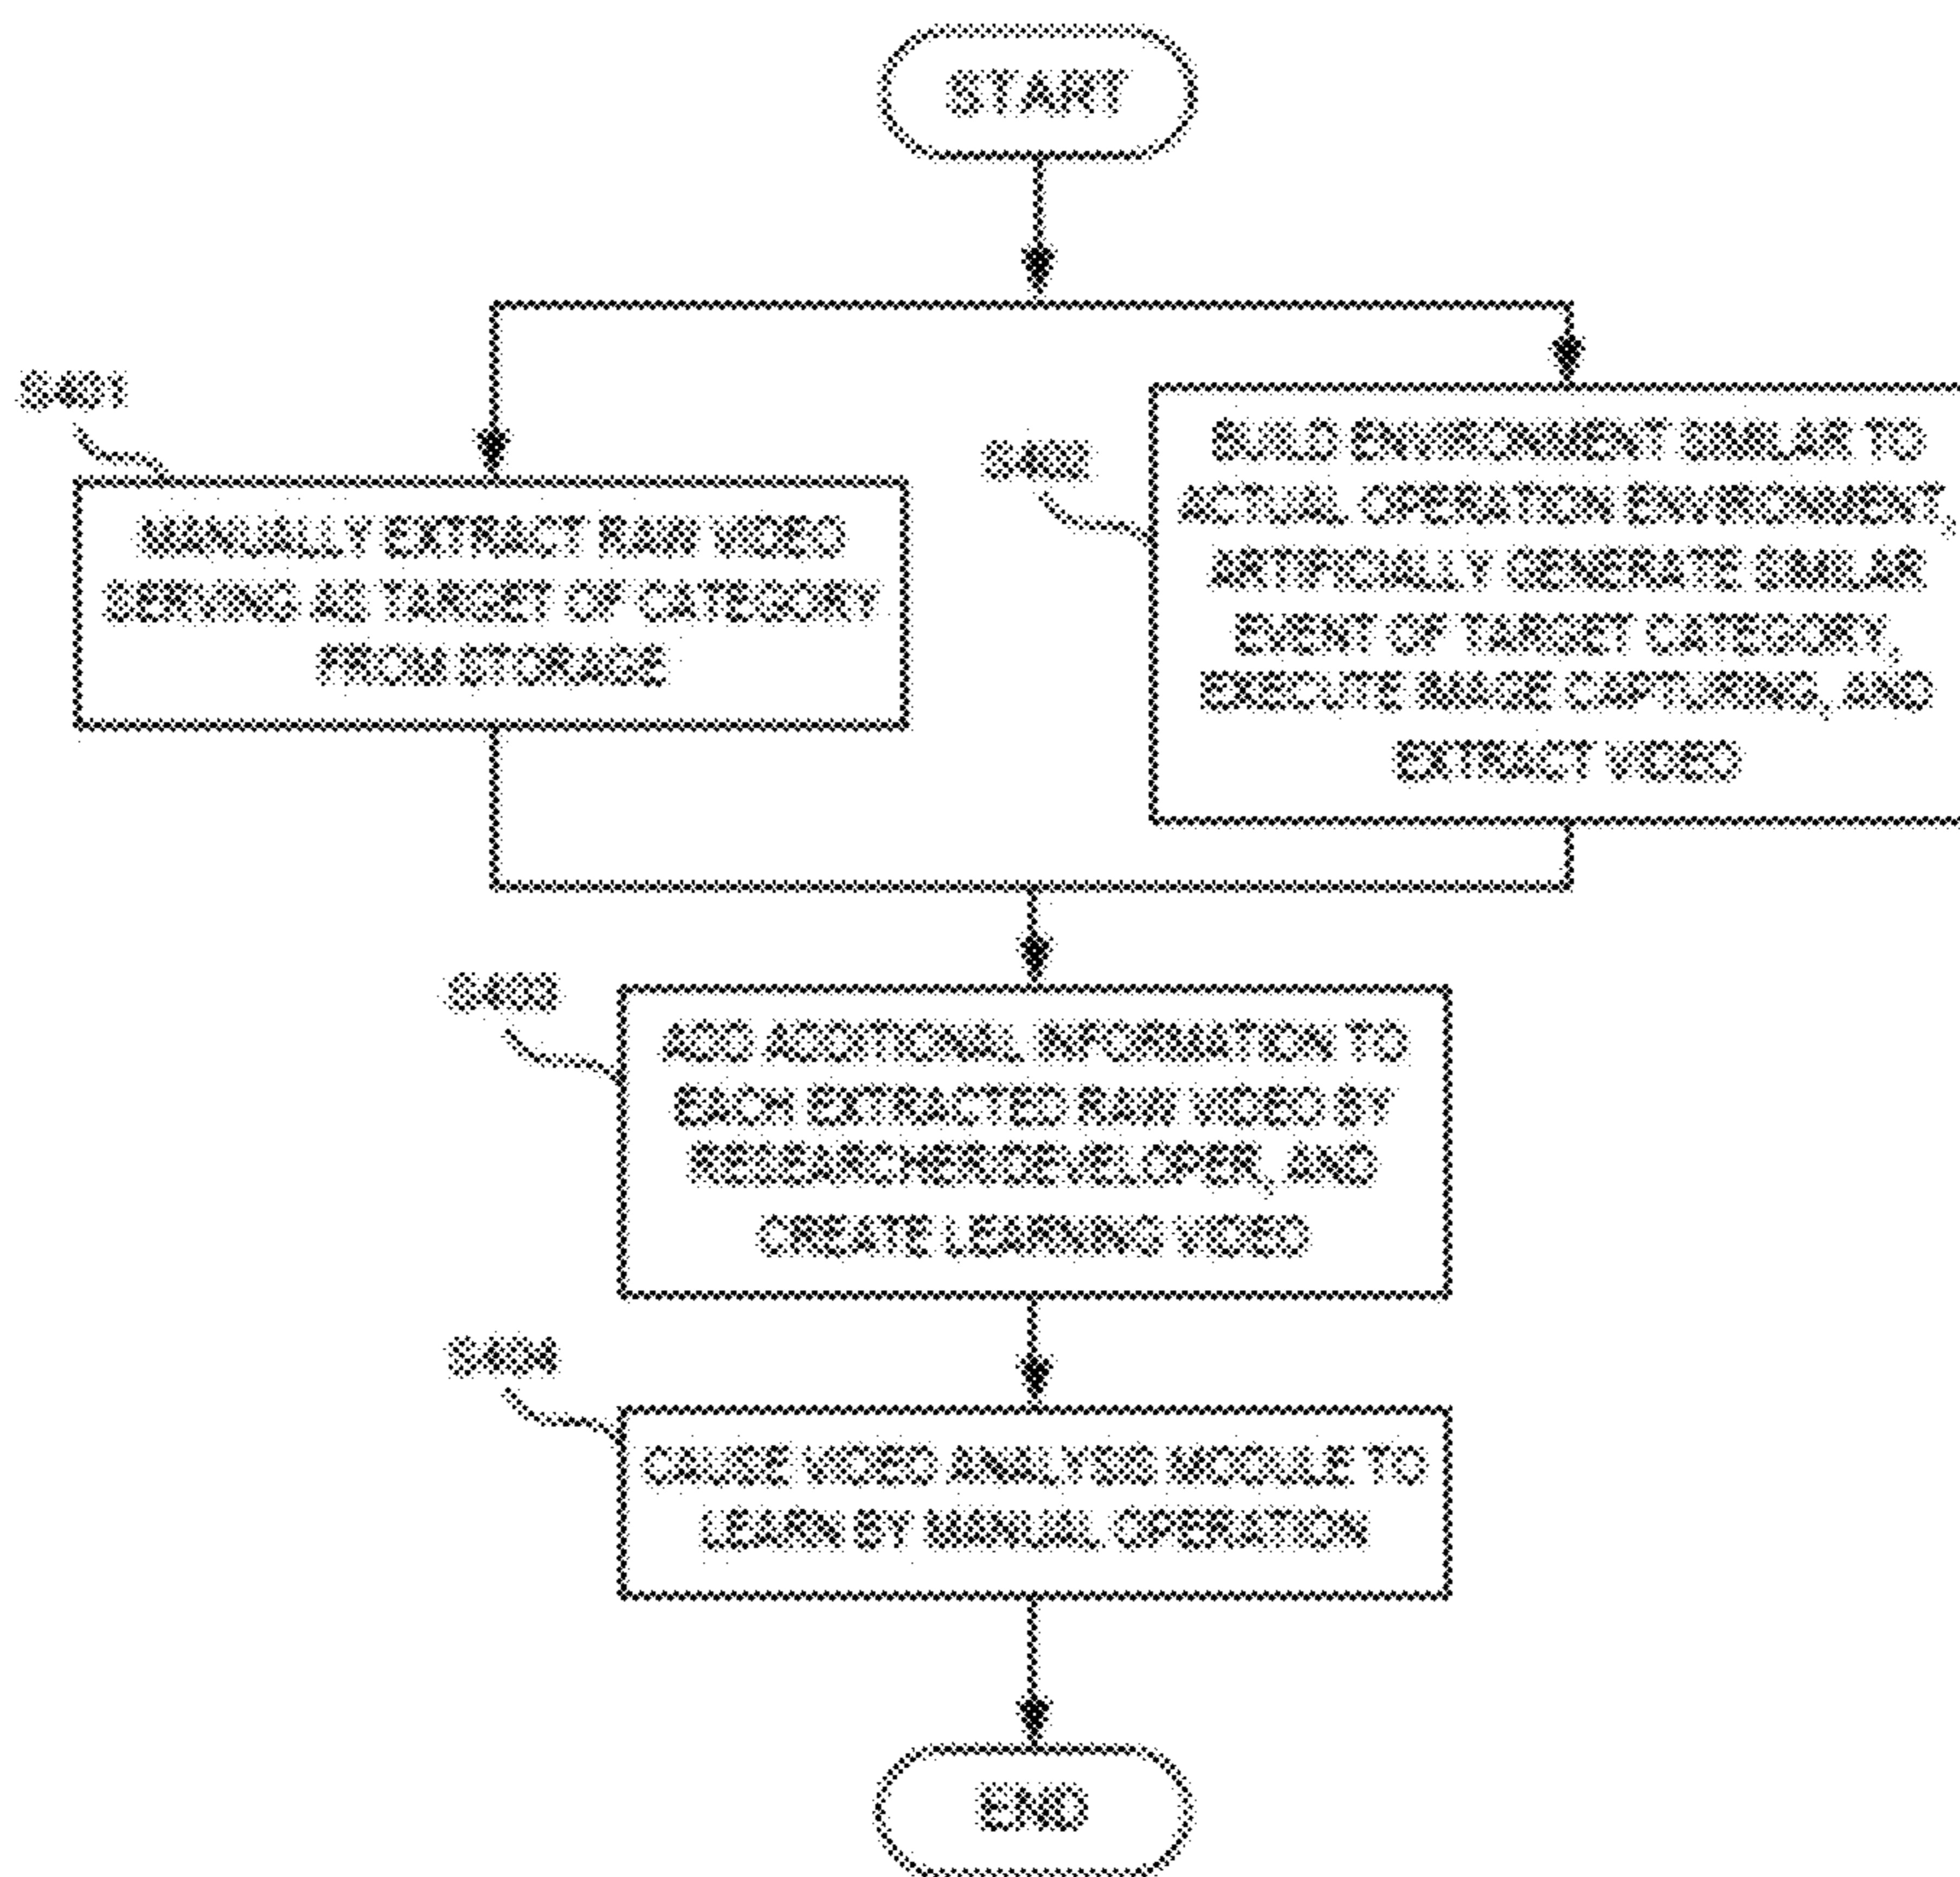 START
S401
MANUALLY EXTRACT RAW VIDEO
SERVING AS TARGET OF CATEGORY
FROM STORAGE
S402
BUILD ENVIRONMENT SIMILAR TO
ACTUAL OPERATION ENVIRONMENT,
ARTIFICIALLY GENERATE SIMILAR
EVENT OF TARGET CATEGORY,
EXECUTE IMAGE CAPTURING, AND
EXTRACT VIDEO
S403
ADD ADDITIONAL INFORMATION TO
EACH EXTRACTED RAW VIDEO BY
RESEARCHER/DEVELOPER, AND
CREATE LEARNING VIDEO
S404
CAUSE VIDEO ANALYSIS MODULE TO
LEARN BY MANUAL OPERATION
END